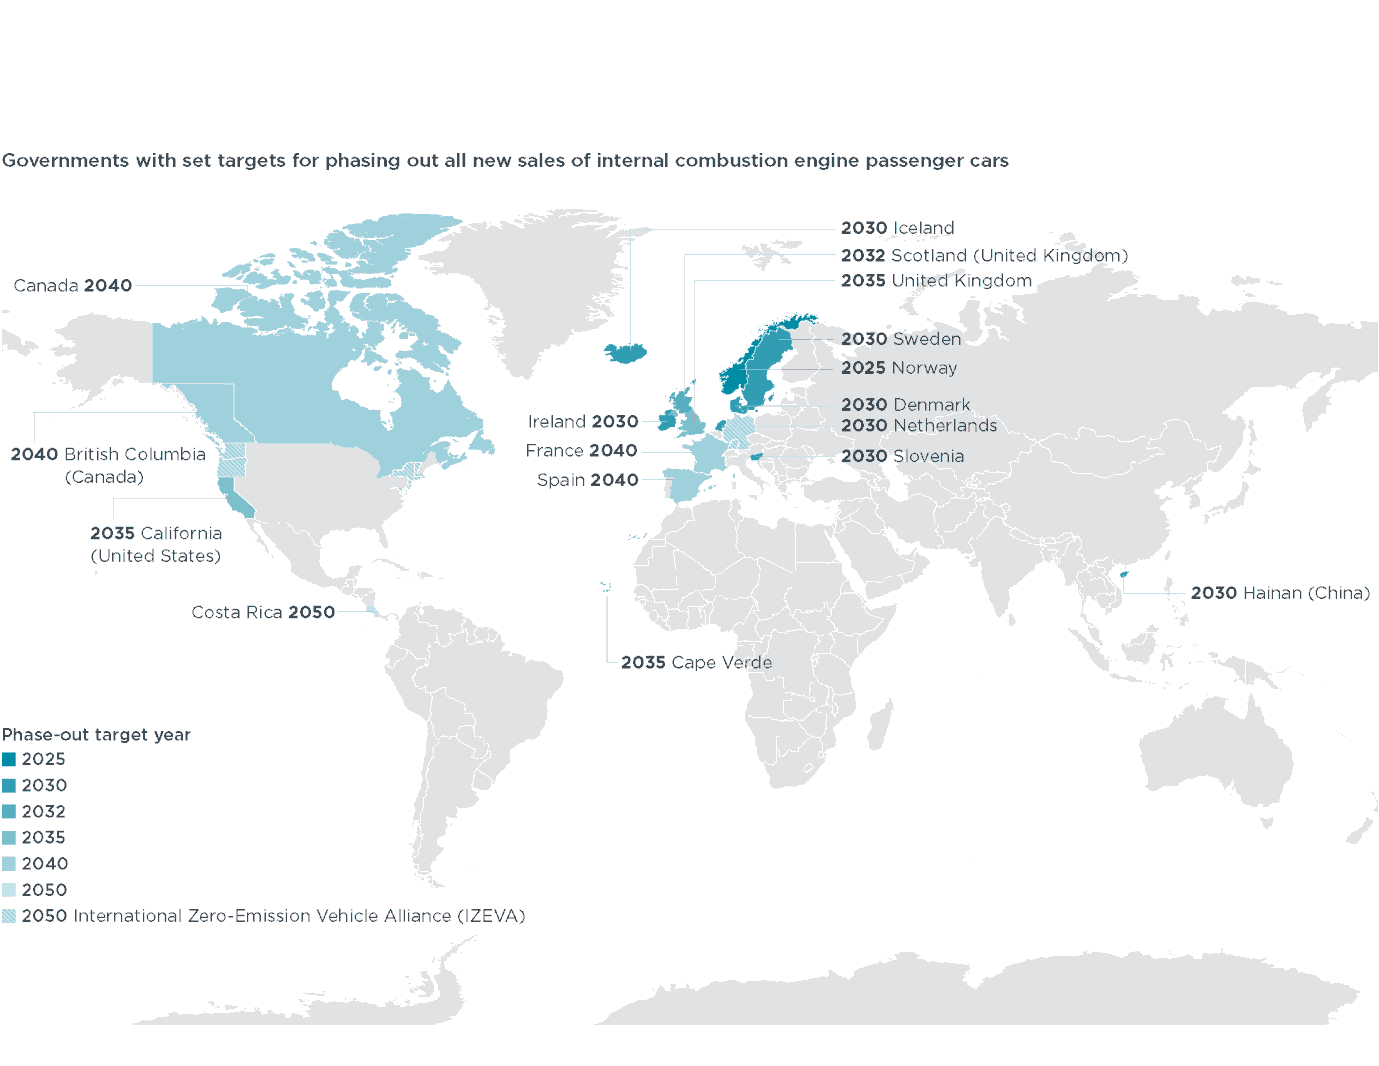 Governments with set targets for phasing out all new sales of internal combustion engine passenger cars
2030 Iceland
2032 Scotland (United Kingdom)
2035 United Kingdom
Canada 2040
2030 Sweden
2025 Norway
2030 Denmark
2030 Netherlands
2030 Slovenia
Ireland 2030
France 2040
Spain 2040
2040 British Columbia
(Canada)
2035 California
(United States)
Costa Rica 2050
2030 Hainan (China)
2035 Cape Verde
Phase-out target year
2025
2030
2032
2035
2040
2050
2050 International Zero-Emission Vehicle Alliance (IZEVA)